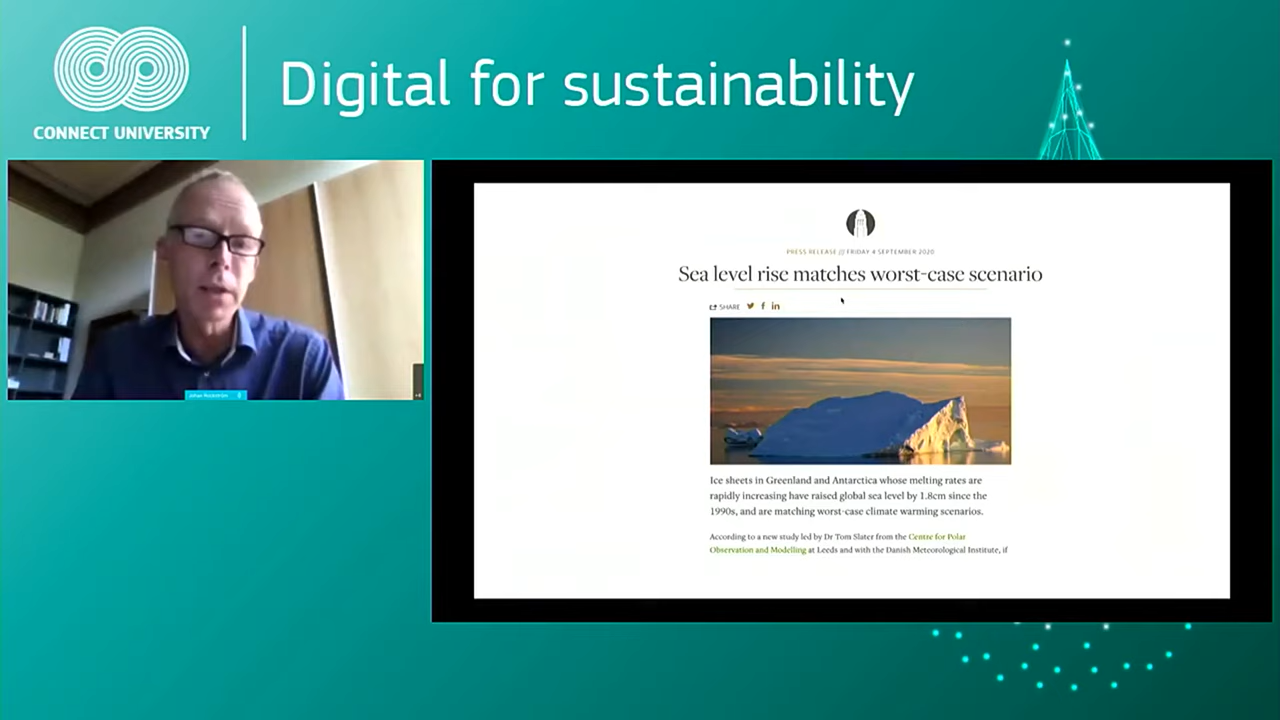 CONNECT UNIVERSITY
Digital for sustainability
Johan Rockström
PRESS RELEASE // FRIDAY 4 SEPTEMBER 2020
Sea level rise matches worst-case scenario
SHARE
Ice sheets in Greenland and Antarctica whose melting rates are
rapidly increasing have raised global sea level by 1.8cm since the
1990s, and are matching worst-case climate warming scenarios.
According to a new study led by Dr Tom Slater from the Centre for Polar
Observation and Modelling at Leeds and with the Danish Meteorological Institute, if